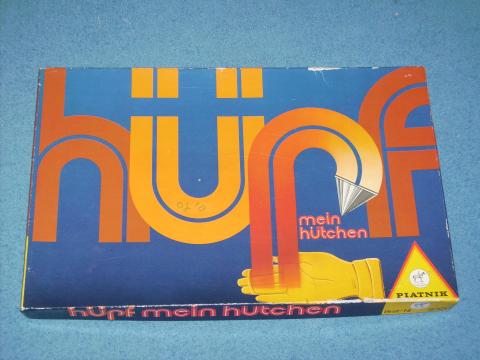 hüpf
mein
hütchen
PIATNIK
hüpf mein hütchen